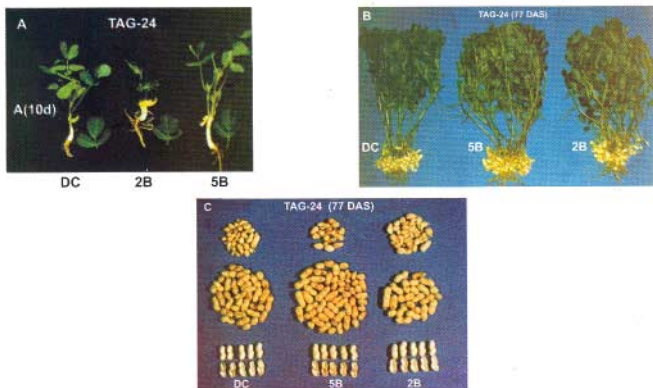 A
TAG-24
A(10d)
DC 2B 5B
B
TAG-24 (77 DAS)
DC 5B 2B
C
TAG-24 (77 DAS)
DC 5B 2B